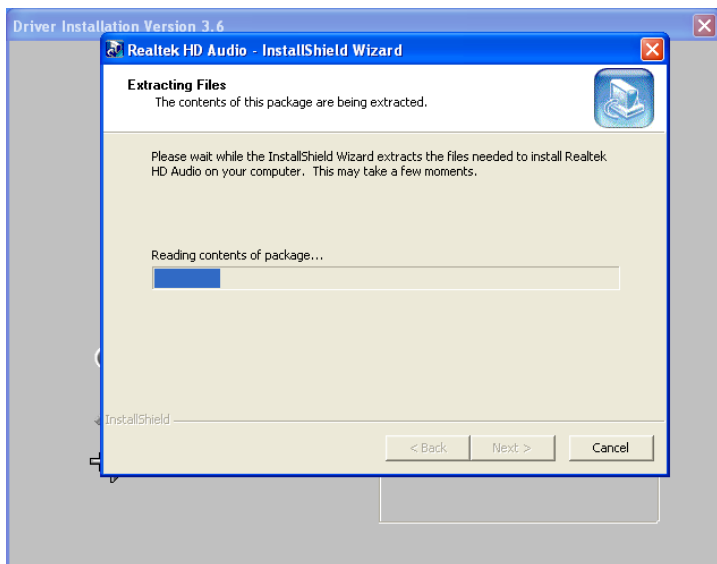 Driver Installation Version 3.6
Realtek HD Audio - InstallShield Wizard
Extracting Files
The contents of this package are being extracted.
Please wait while the InstallShield Wizard extracts the files needed to install Realtek
HD Audio on your computer.  This may take a few moments.
Reading contents of package...
InstallShield
< Back
Next >
Cancel